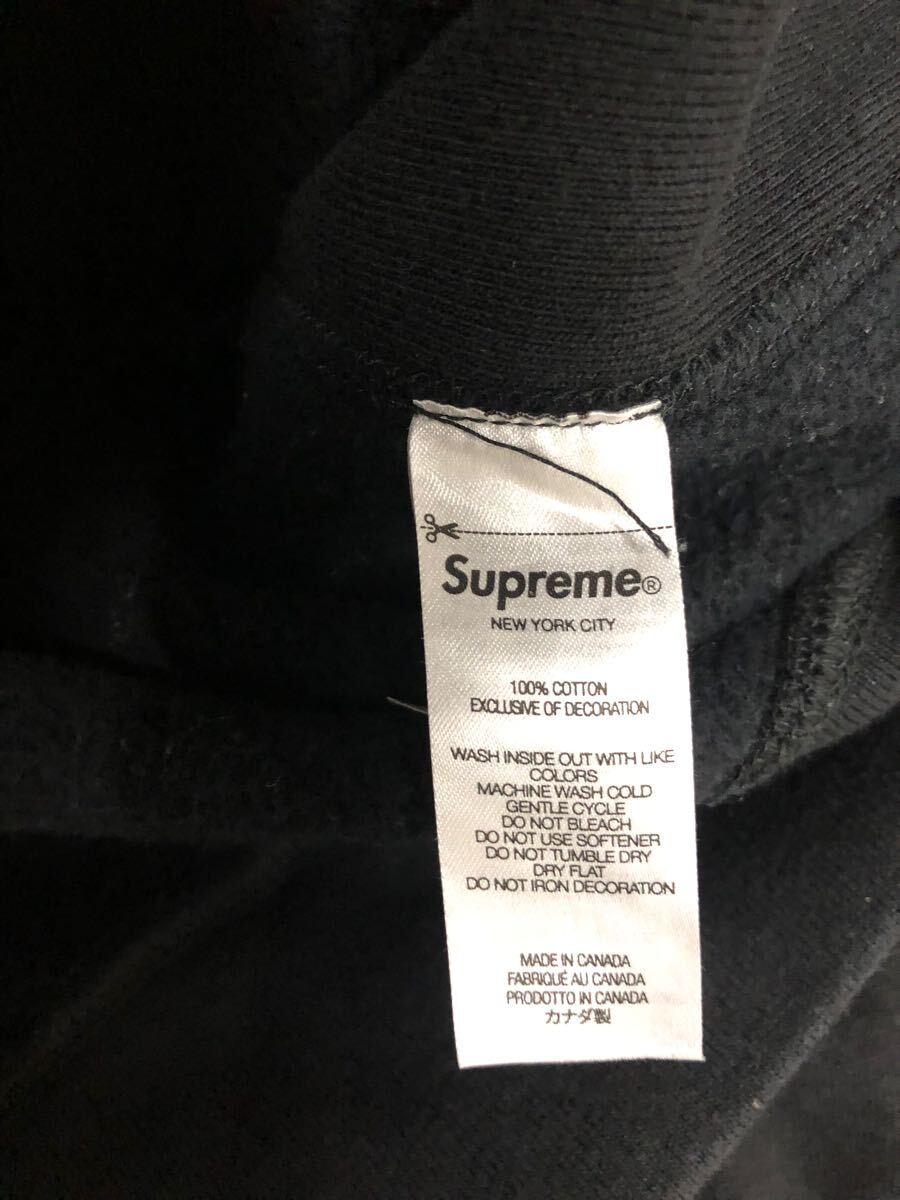 Supreme®
NEW YORK CITY
100% COTTON
EXCLUSIVE OF DECORATION
WASH INSIDE OUT WITH LIKE
COLORS
MACHINE WASH COLD
GENTLE CYCLE
DO NOT BLEACH
DO NOT USE SOFTENER
DO NOT TUMBLE DRY
DRY FLAT
DO NOT IRON DECORATION
MADE IN CANADA
FABRIQUÉ AU CANADA
PRODOTTO IN CANADA
カナダ製